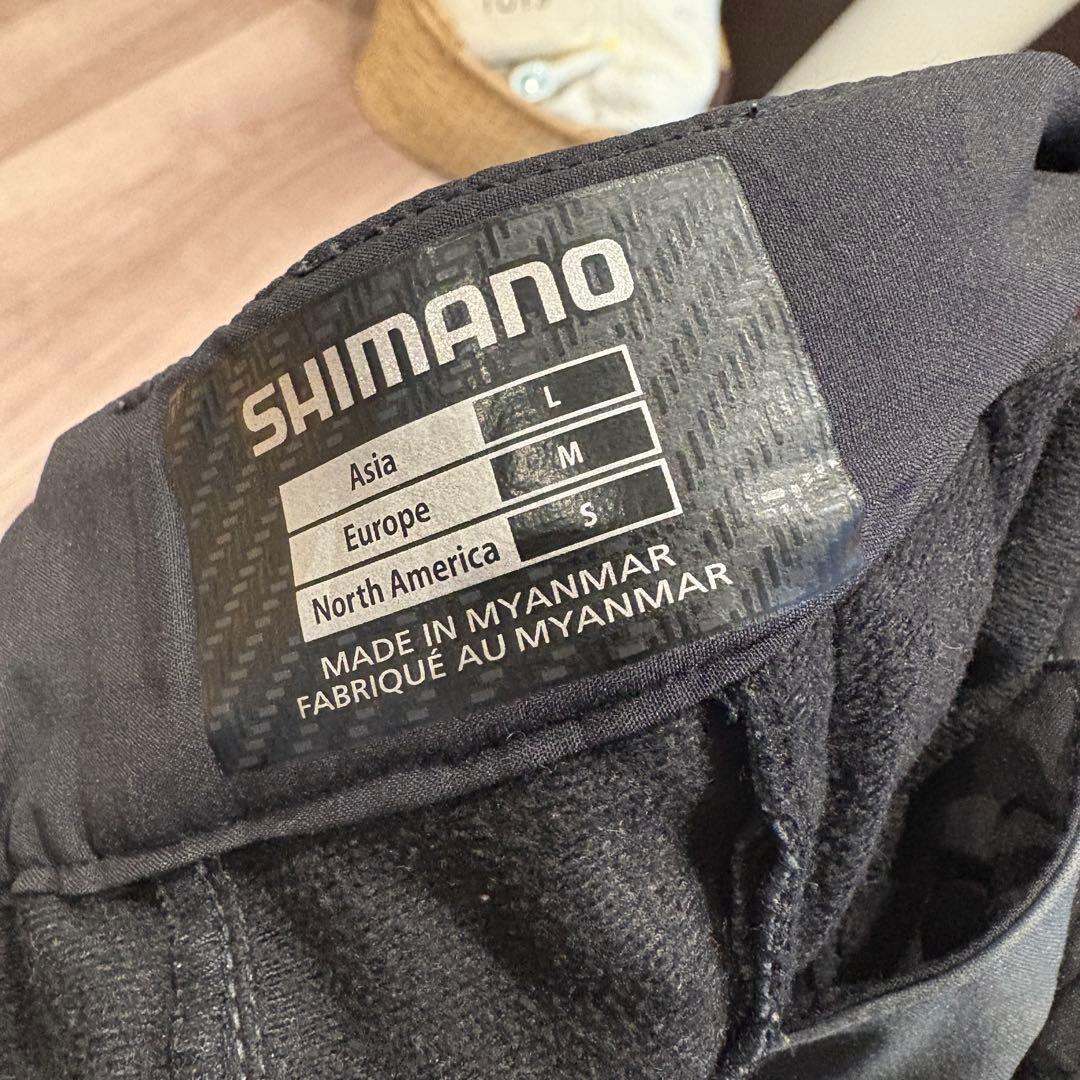 SHIMANO
Asia L
Europe M
North America S
MADE IN MYANMAR
FABRIQUÉ AU MYANMAR